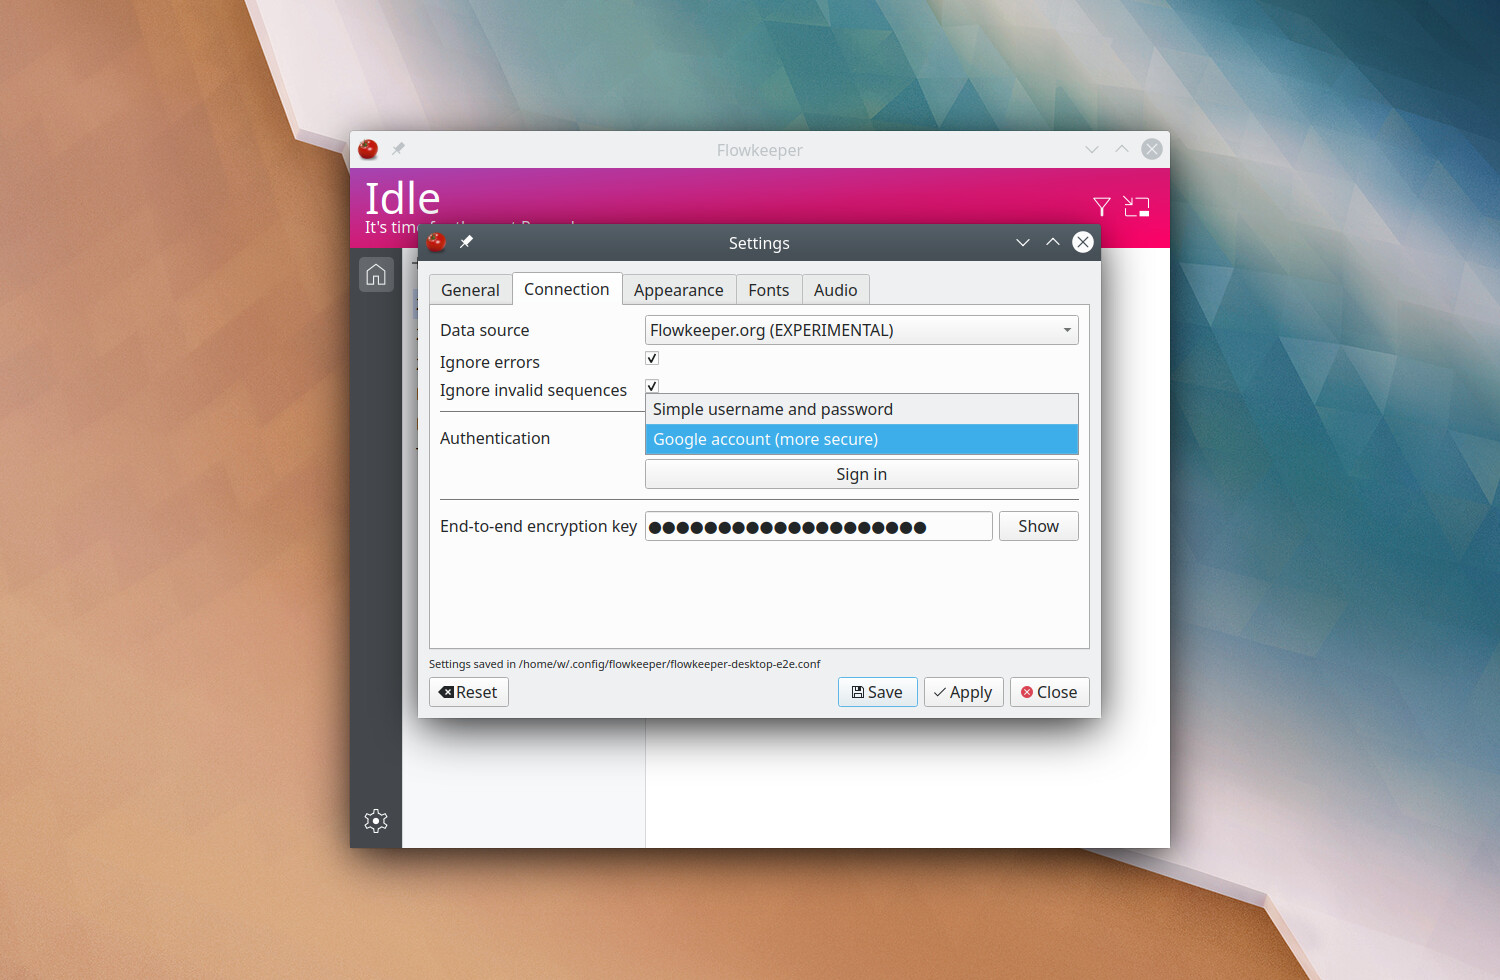 Flowkeeper
Idle
It's time
Settings
General Connection Appearance Fonts Audio
Data source Flowkeeper.org (EXPERIMENTAL)
Ignore errors
Ignore invalid sequences
Simple username and password
Authentication Google account (more secure)
Sign in
End-to-end encryption key ●●●●●●●●●●●●●●●●●●●● Show
Settings saved in /home/w/.config/flowkeeper/flowkeeper-desktop-e2e.conf
Reset Save Apply Close